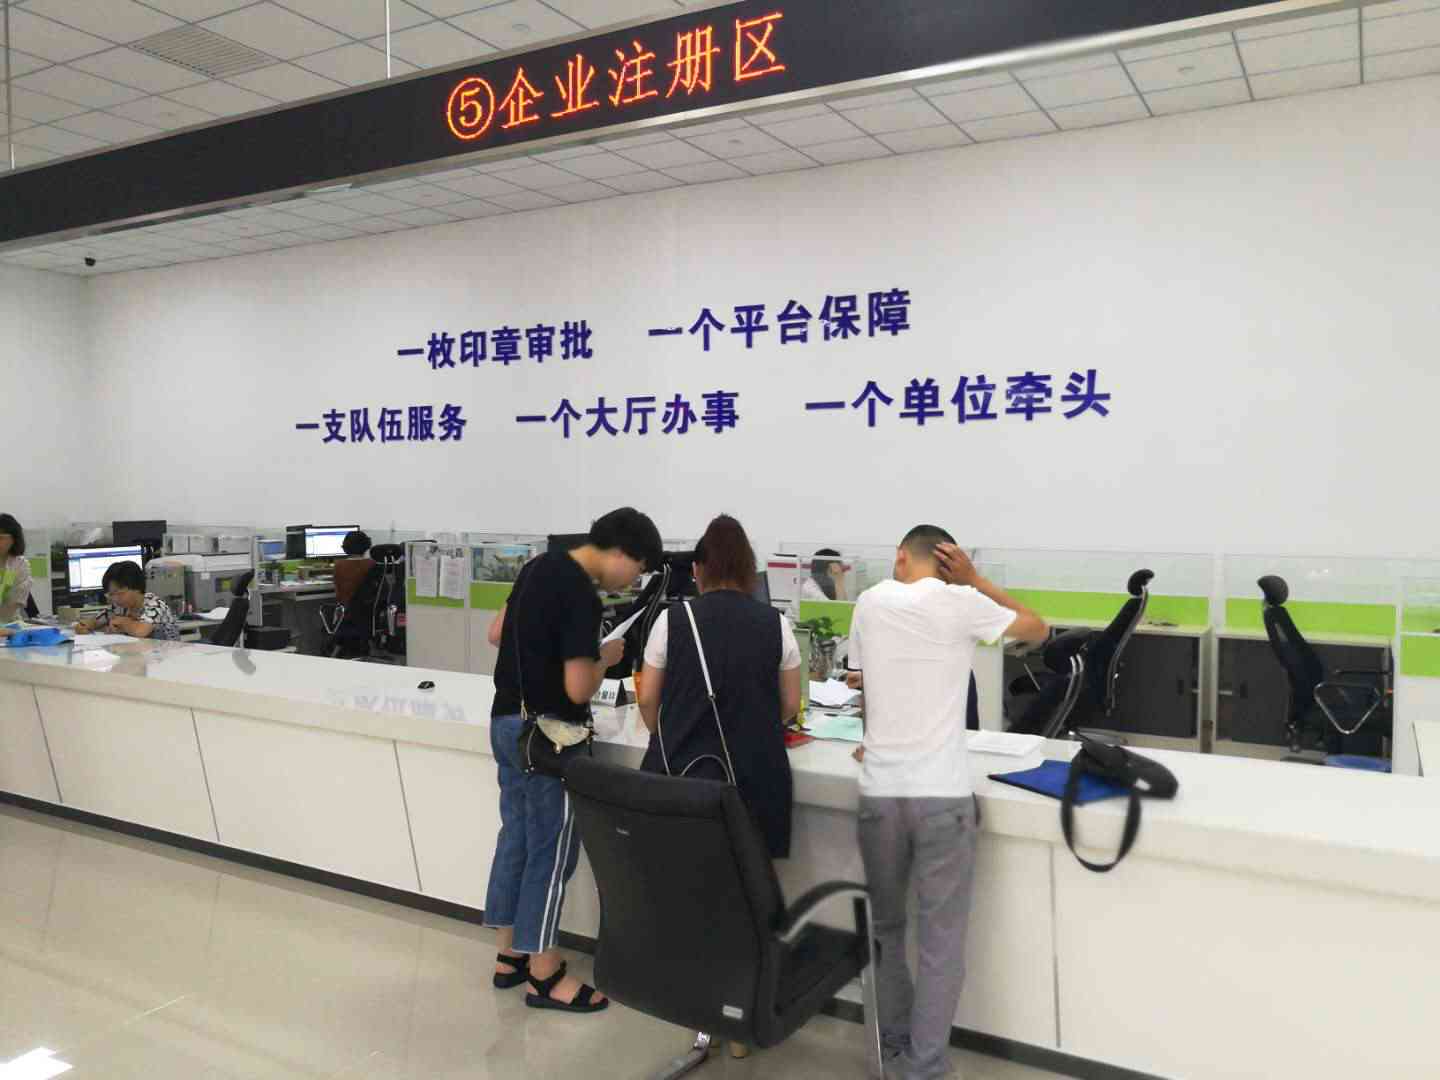 ⑤企业注册区
一枚印章审批 一个平台保障
一支队伍服务 一个大厅办事 一个单位牵头